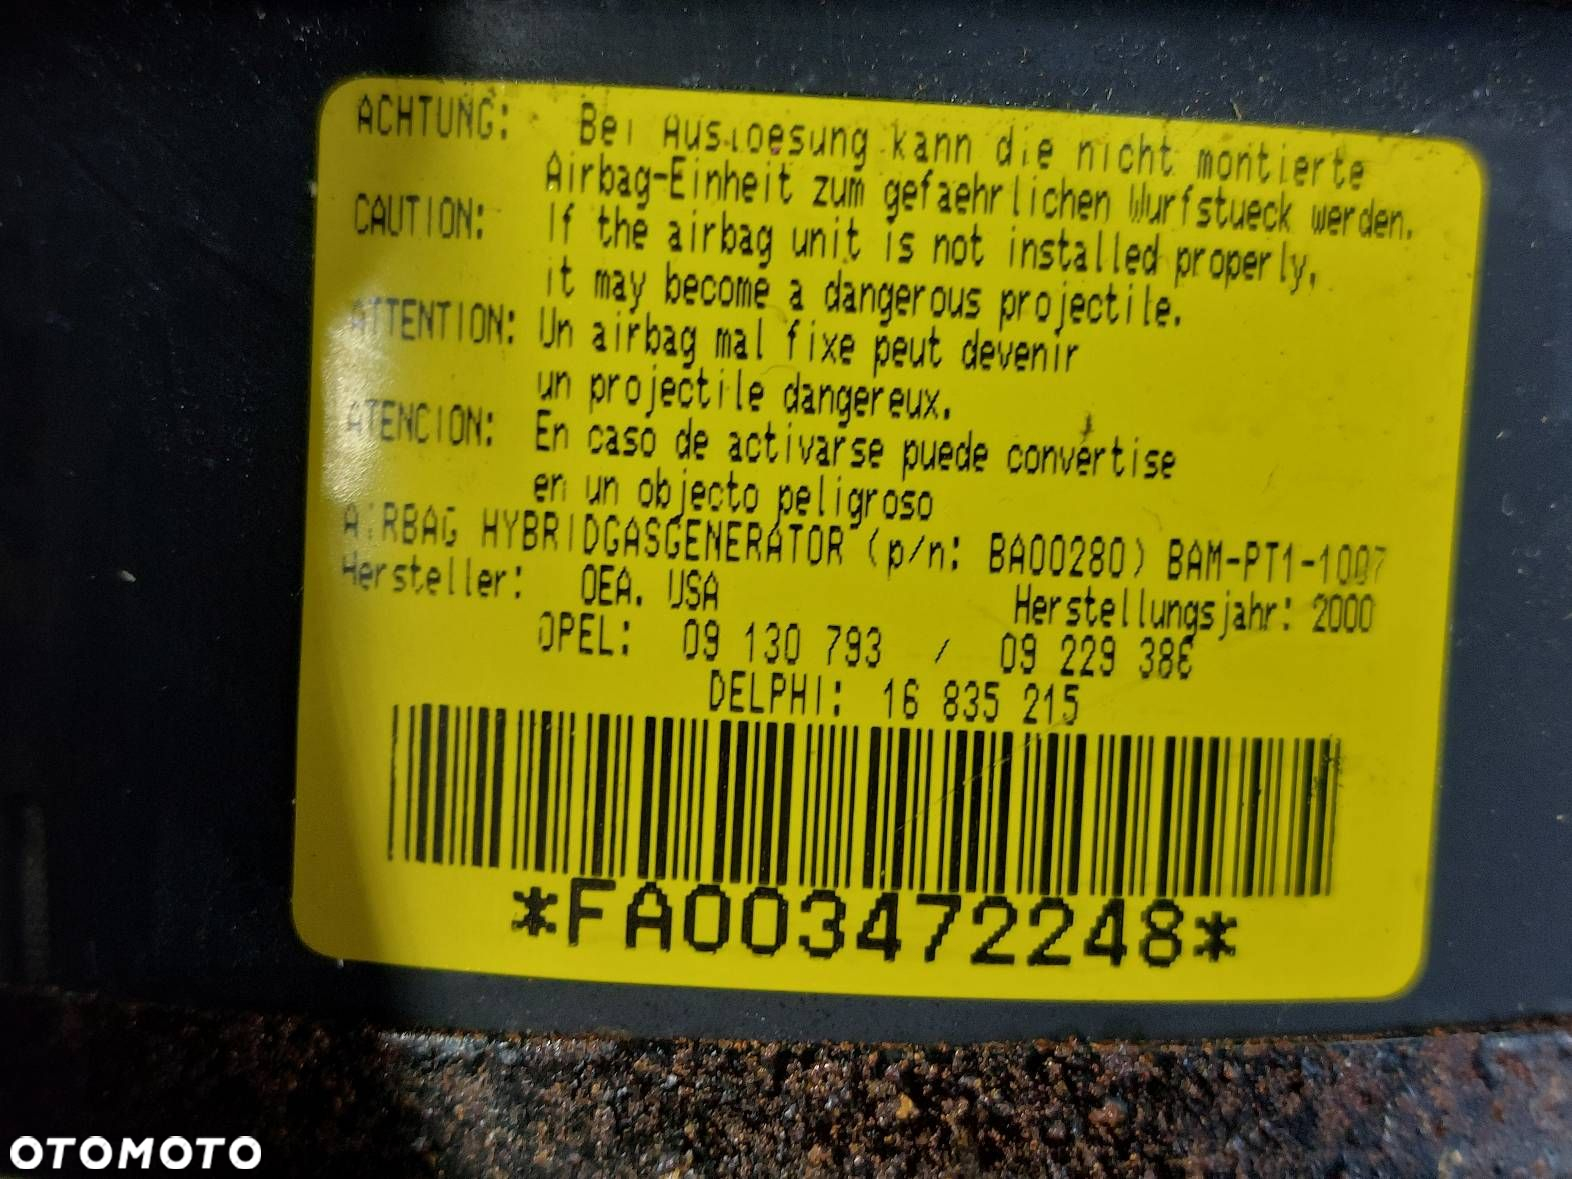 ACHTUNG: Bei Ausloesung kann die nicht montierte
Airbag-Einheit zum gefaehrlichen Wurfstueck werden.
CAUTION: If the airbag unit is not installed properly,
it may become a dangerous projectile.
ATTENTION: Un airbag mal fixe peut devenir
un projectile dangereux.
ATENCION: En caso de activarse puede convertise
en un objecto peligroso
AIRBAG HYBRIDGASGENERATOR (p/n: BA00280) BAM-PT1-1007
Hersteller: OEA. USA Herstellungsjahr: 2000
OPEL: 09 130 793 / 09 229 386
DELPHI: 16 835 215
*FA003472248*
OTOMOTO